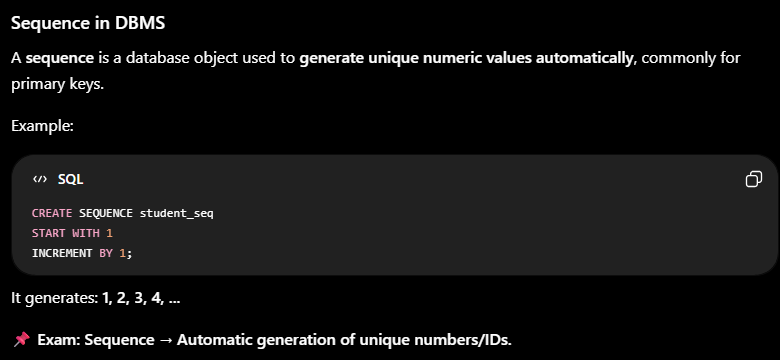 Sequence in DBMS
A sequence is a database object used to generate unique numeric values automatically, commonly for
primary keys.
Example:
SQL
CREATE SEQUENCE student_seq
START WITH 1
INCREMENT BY 1;
It generates: 1, 2, 3, 4, ...
📌 Exam: Sequence → Automatic generation of unique numbers/IDs.